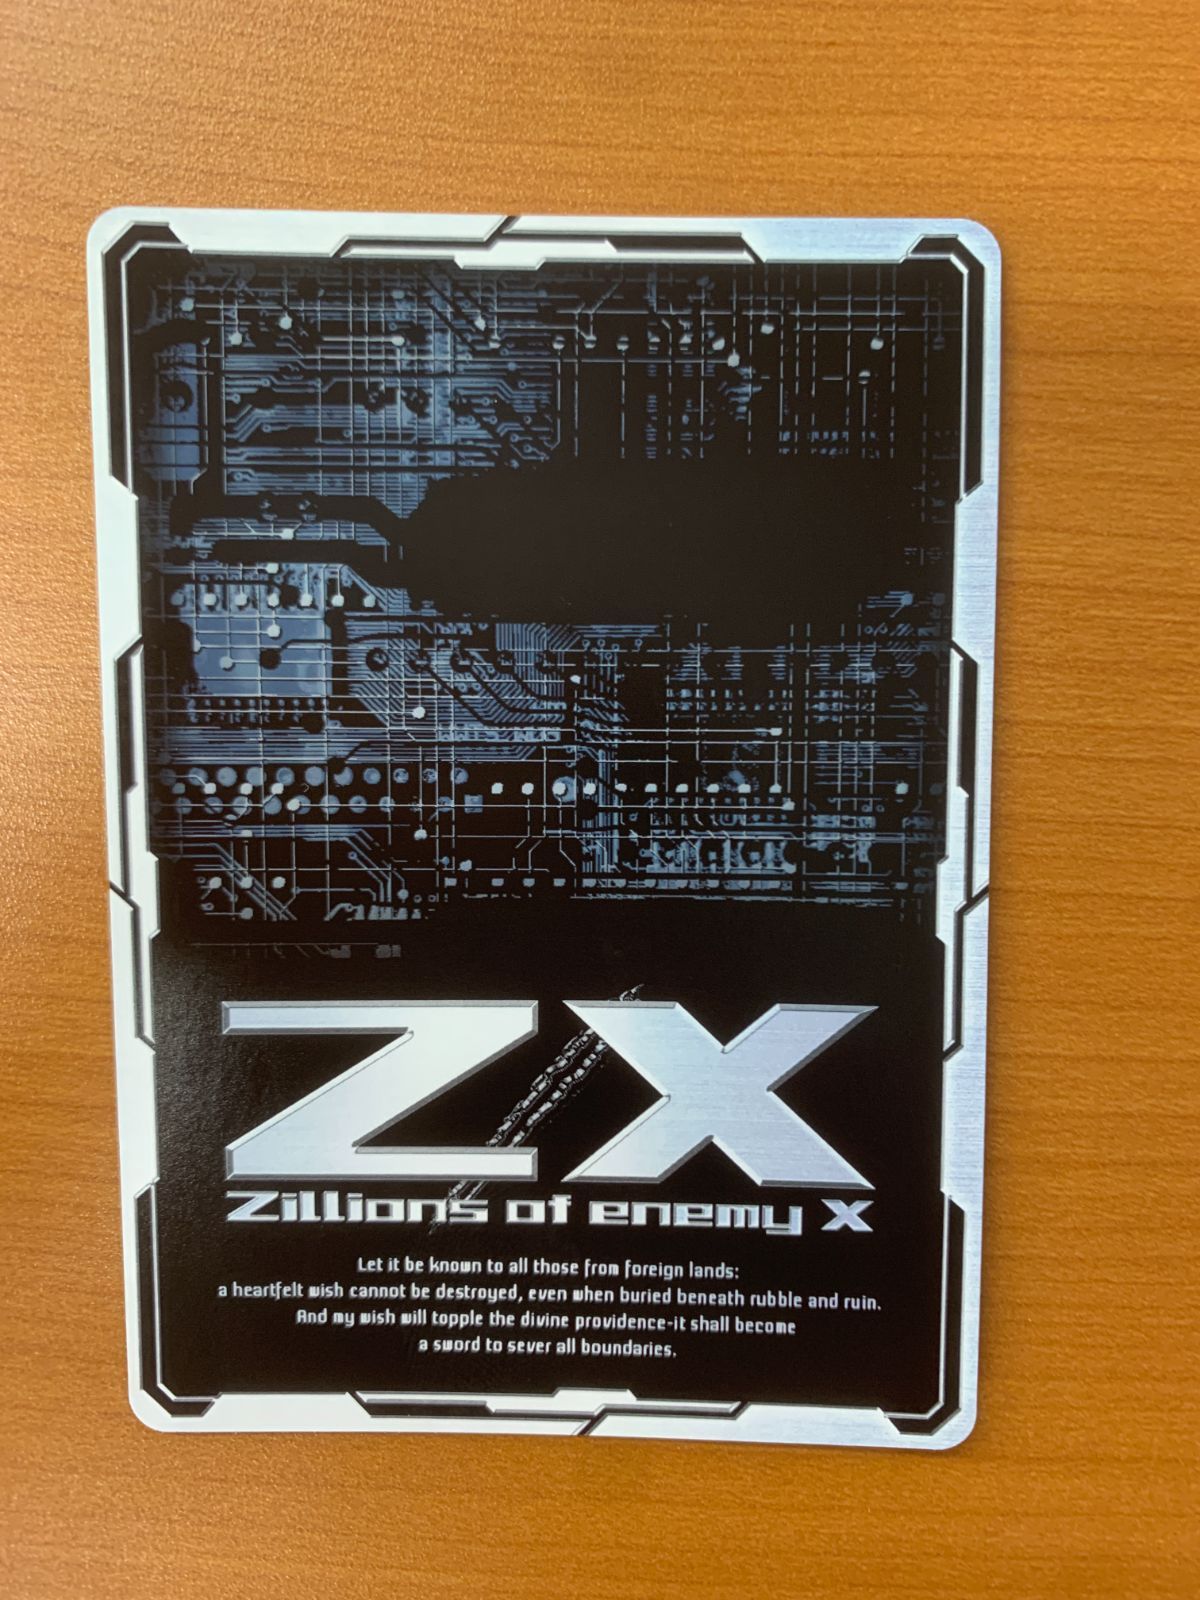 ZX
Zillions of enemy X
Let it be known to all those from foreign lands:
a heartfelt wish cannot be destroyed, even when buried beneath rubble and ruin.
And my wish will topple the divine providence-it shall become
a sword to sever all boundaries.